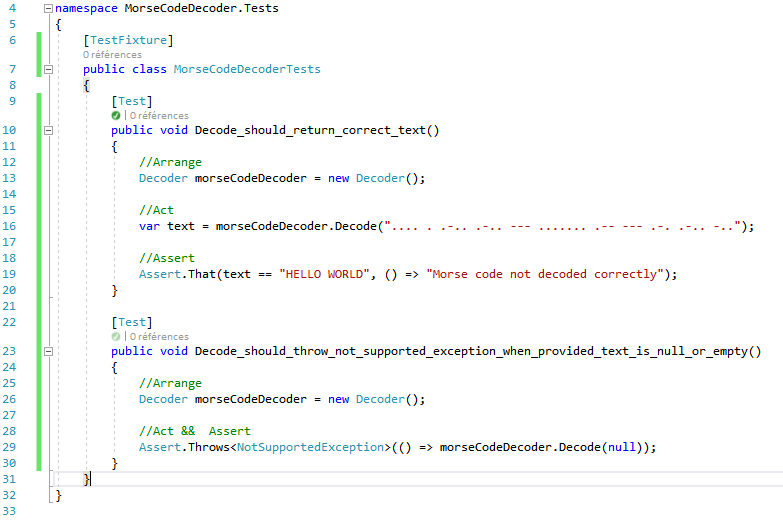 4 namespace MorseCodeDecoder.Tests
5 {
6 [TestFixture]
0 références
7 public class MorseCodeDecoderTests
8 {
9 [Test]
| 0 références
10 public void Decode_should_return_correct_text()
11 {
12 //Arrange
13 Decoder morseCodeDecoder = new Decoder();
14
15 //Act
16 var text = morseCodeDecoder.Decode(".... . .-.. .-.. --- ....... .-- --- .-. .-.. -..");
17
18 //Assert
19 Assert.That(text == "HELLO WORLD", () => "Morse code not decoded correctly");
20 }
21
22 [Test]
| 0 références
23 public void Decode_should_throw_not_supported_exception_when_provided_text_is_null_or_empty()
24 {
25 //Arrange
26 Decoder morseCodeDecoder = new Decoder();
27
28 //Act && Assert
29 Assert.Throws<NotSupportedException>(() => morseCodeDecoder.Decode(null));
30 }
31 }
32 }
33